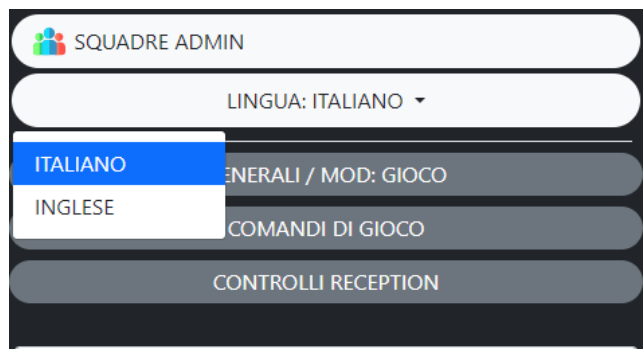 SQUADRE ADMIN
LINGUA: ITALIANO
ITALIANO
ENERALI / MOD: GIOCO
INGLESE
COMANDI DI GIOCO
CONTROLLI RECEPTION